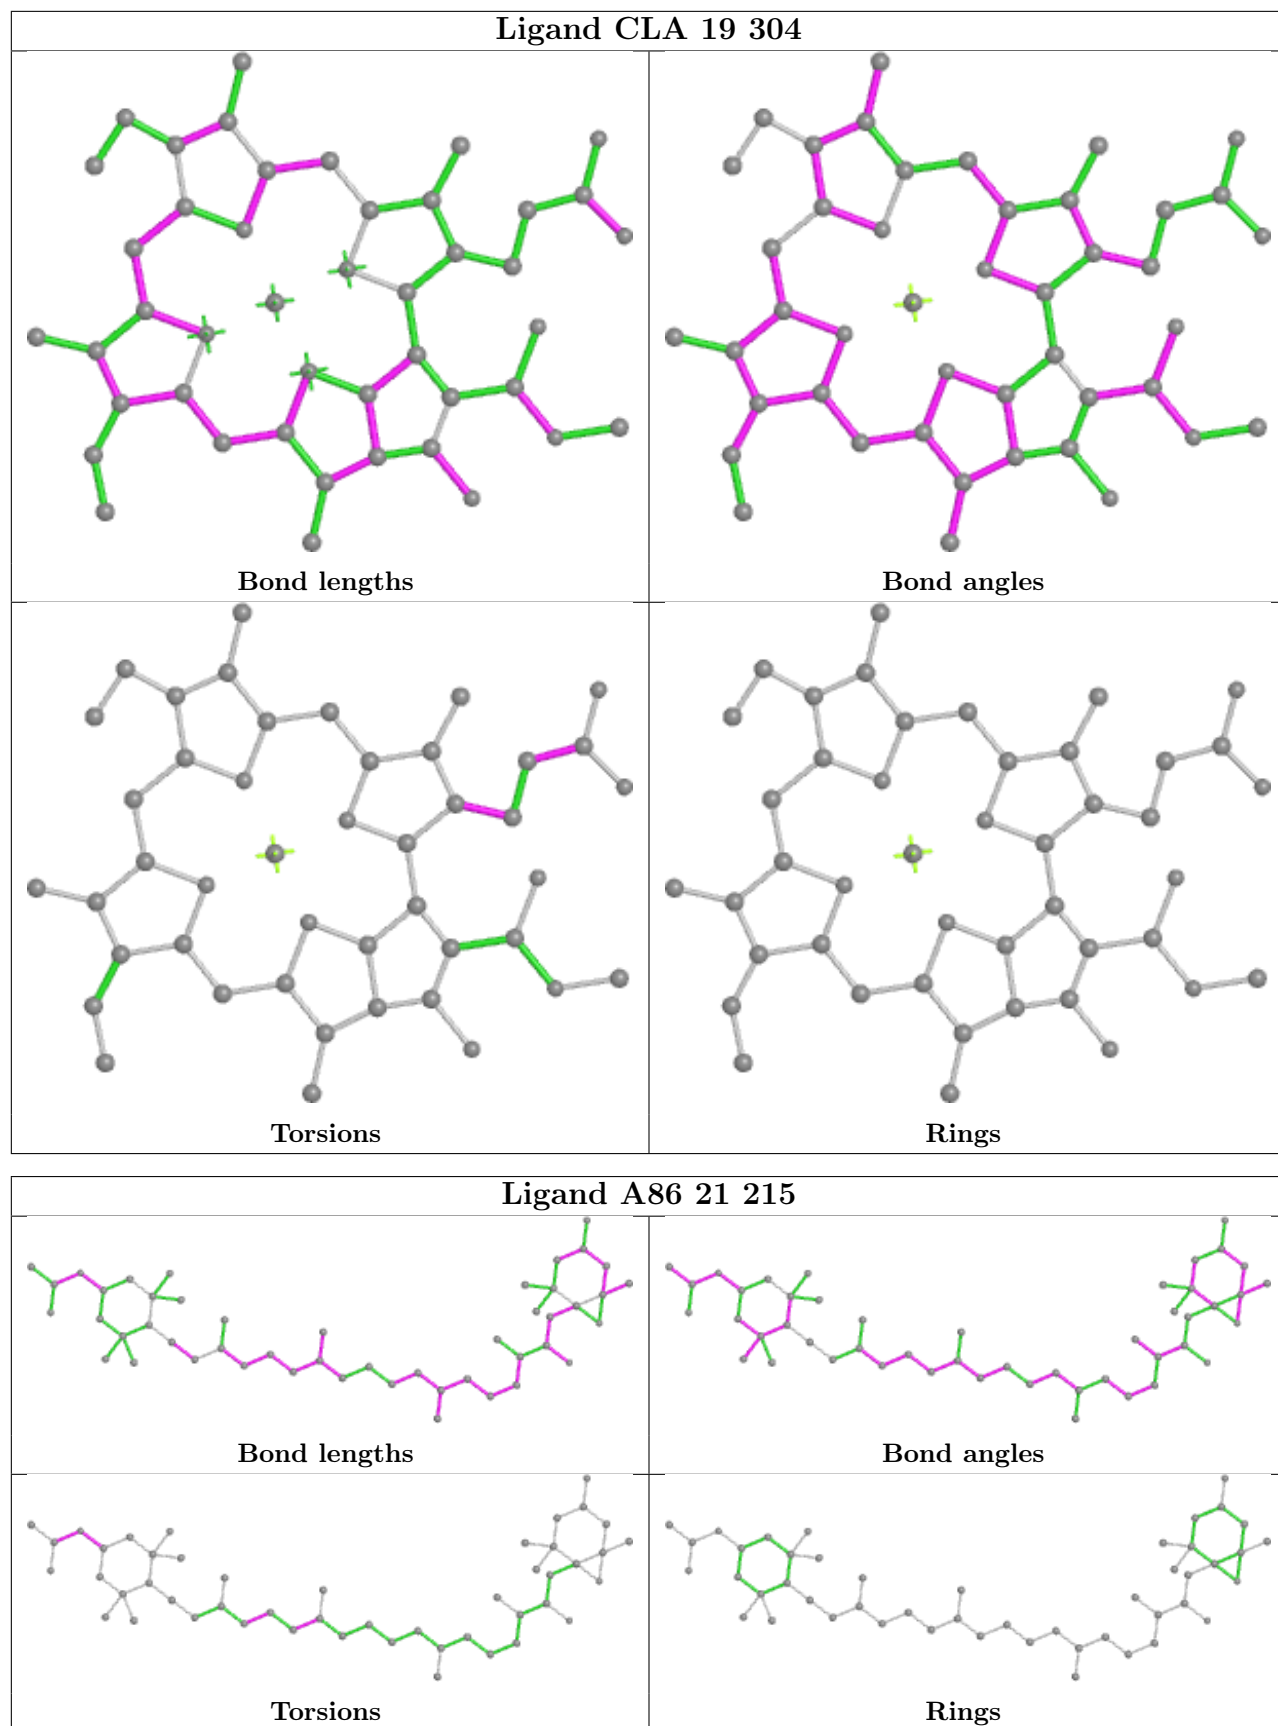 Ligand CLA 19 304
Bond lengths
Bond angles
Torsions
Rings
Ligand A86 21 215
Bond lengths
Bond angles
Torsions
Rings